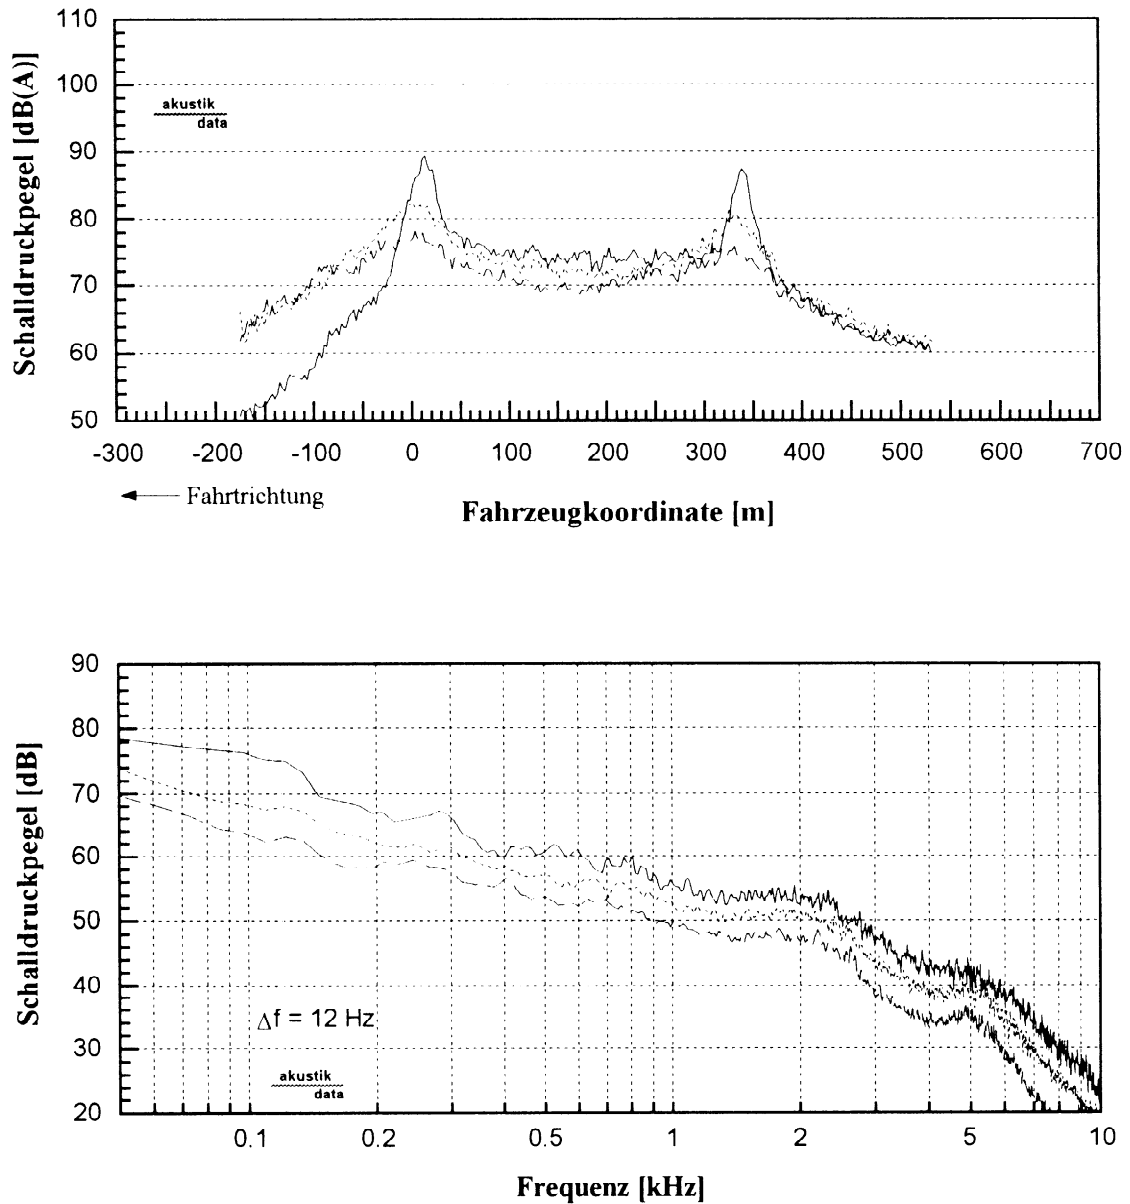 110
100
90
80
70
60
50
Schalldruckpegel [dB(A)]
akustik
data
-300 -200 -100 0 100 200 300 400 500 600 700
Fahrtrichtung
Fahrzeugkoordinate [m]
90
80
70
60
50
40
30
20
Schalldruckpegel [dB]
Δf = 12 Hz
akustik
data
0.1 0.2 0.5 1 2 5 10
Frequenz [kHz]